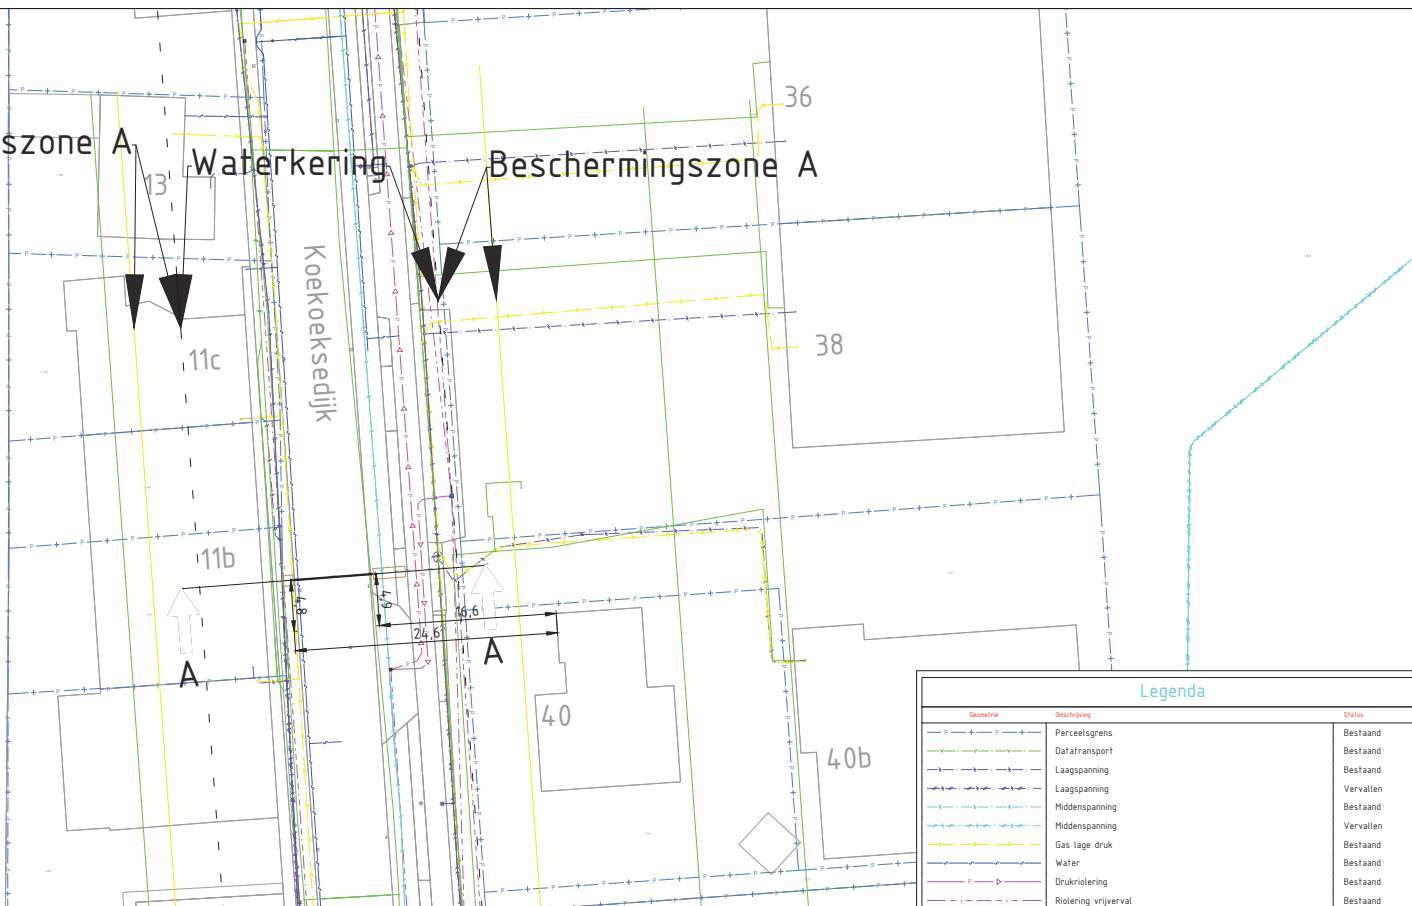 36
szone A
Waterkering
Beschermingszone A
13
Koekoeksedijk
38
11c
11b
4,8
4,9
16,6
24,6
A
A
40
40b
Legenda
Geometrie Omschrijving Status
P P Perceelsgrens Bestaand
Datatransport Bestaand
Laagspanning Bestaand
Laagspanning Vervallen
Middenspanning Bestaand
Middenspanning Vervallen
Gas lage druk Bestaand
Water Bestaand
P Drukriolering Bestaand
Riolering vrijverval Bestaand